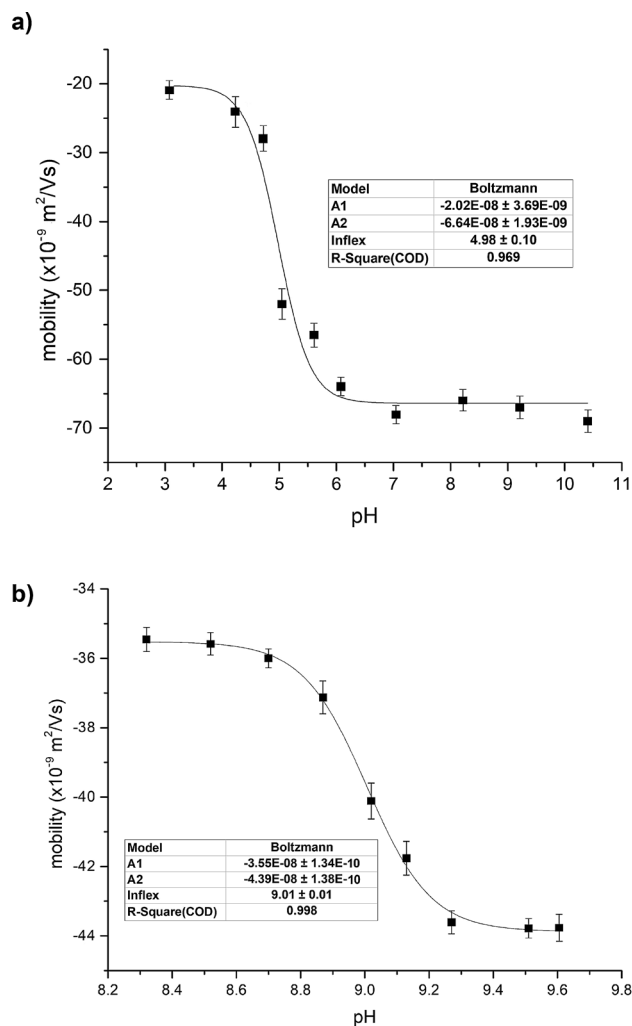 a)
-20
-30
-40
-50
-60
-70
mobility (x10⁻⁹ m²/Vs)
Model Boltzmann
A1 -2.02E-08 ± 3.69E-09
A2 -6.64E-08 ± 1.93E-09
Inflex 4.98 ± 0.10
R-Square(COD) 0.969
2 3 4 5 6 7 8 9 10 11
pH
b)
-34
-36
-38
-40
-42
-44
mobility (x10⁻⁹ m²/Vs)
Model Boltzmann
A1 -3.55E-08 ± 1.34E-10
A2 -4.39E-08 ± 1.38E-10
Inflex 9.01 ± 0.01
R-Square(COD) 0.998
8.2 8.4 8.6 8.8 9.0 9.2 9.4 9.6 9.8
pH